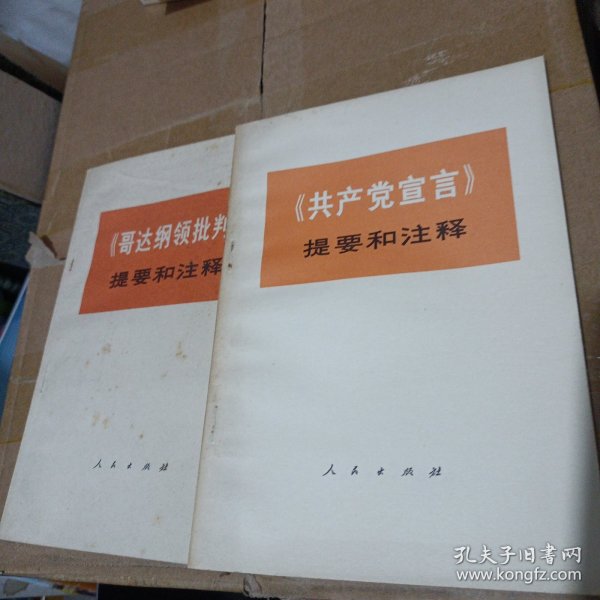 《哥达纲领批判
提要和注释
人民出版社
《共产党宣言》
提要和注释
人民出版社
孔夫子旧书网
www.kongfz.com